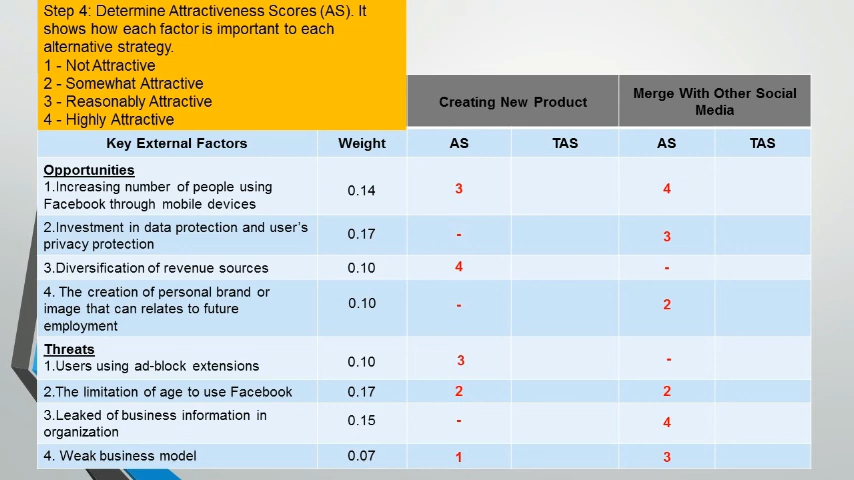 Step 4: Determine Attractiveness Scores (AS). It
shows how each factor is important to each
alternative strategy.
1 - Not Attractive
2 - Somewhat Attractive
3 - Reasonably Attractive
4 - Highly Attractive
Creating New Product
Merge With Other Social
Media
Key External Factors Weight AS TAS AS TAS
Opportunities
1.Increasing number of people using
Facebook through mobile devices
0.14 3 4
2.Investment in data protection and user's
privacy protection
0.17 - 3
3.Diversification of revenue sources 0.10 4 -
4. The creation of personal brand or
image that can relates to future
employment
0.10 - 2
Threats
1.Users using ad-block extensions
0.10 3 -
2.The limitation of age to use Facebook 0.17 2 2
3.Leaked of business information in
organization
0.15 - 4
4. Weak business model 0.07 1 3